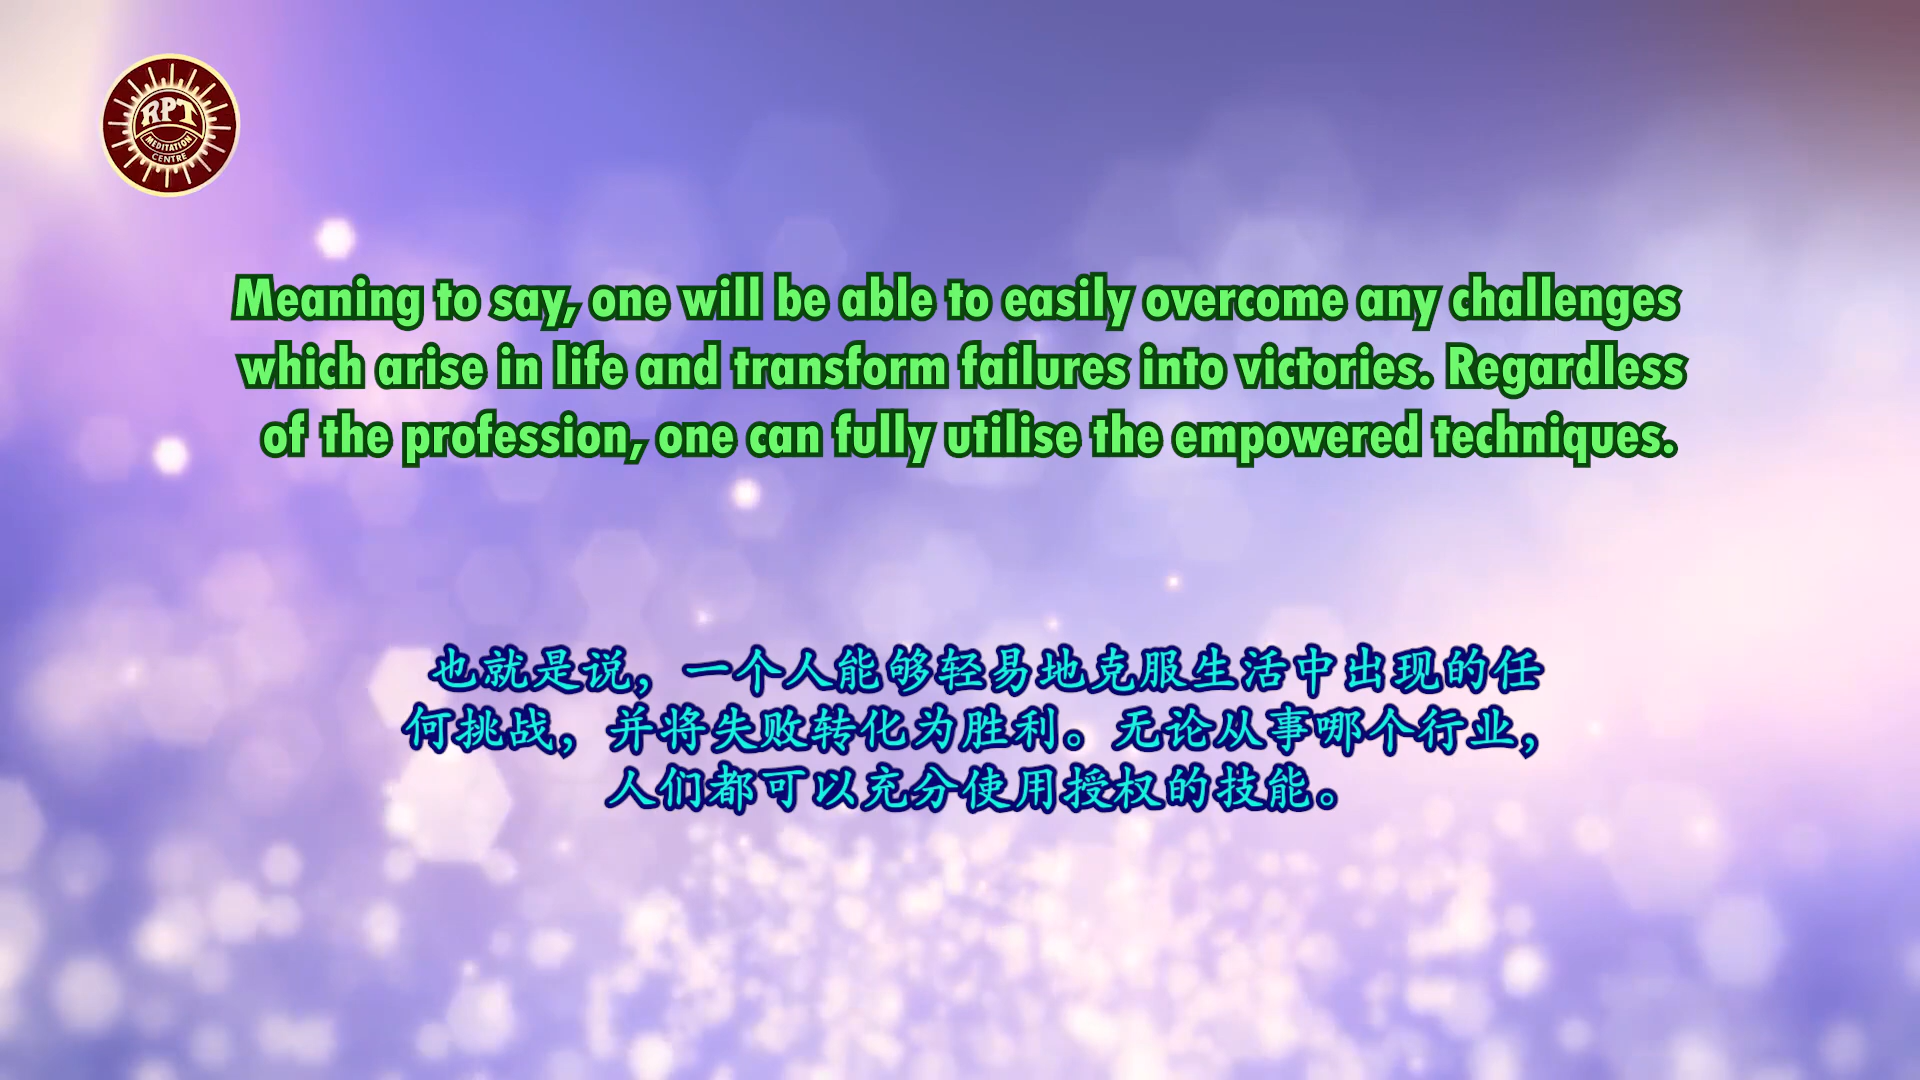 RPT
MEDITATION
CENTRE
Meaning to say, one will be able to easily overcome any challenges
which arise in life and transform failures into victories. Regardless
of the profession, one can fully utilise the empowered techniques.
也就是说，一个人能够轻易地克服生活中出现的任
何挑战，并将失败转化为胜利。无论从事哪个行业，
人们都可以充分使用授权的技能。